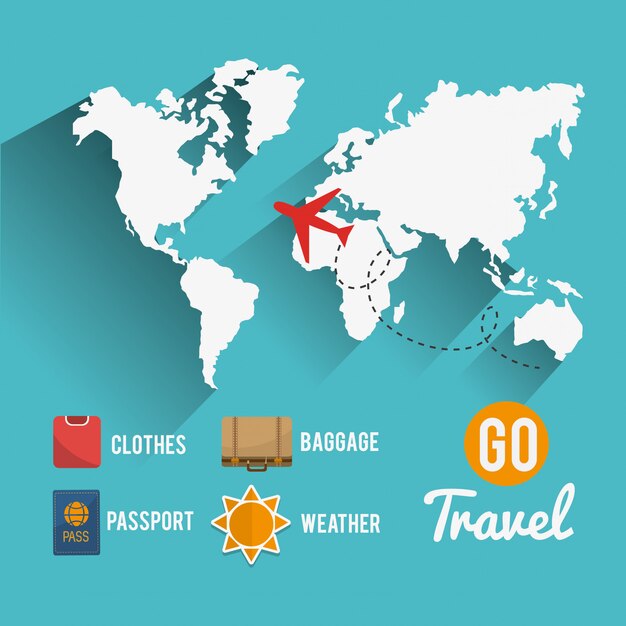 CLOTHES
BAGGAGE
PASSPORT
PASS
WEATHER
GO
Travel